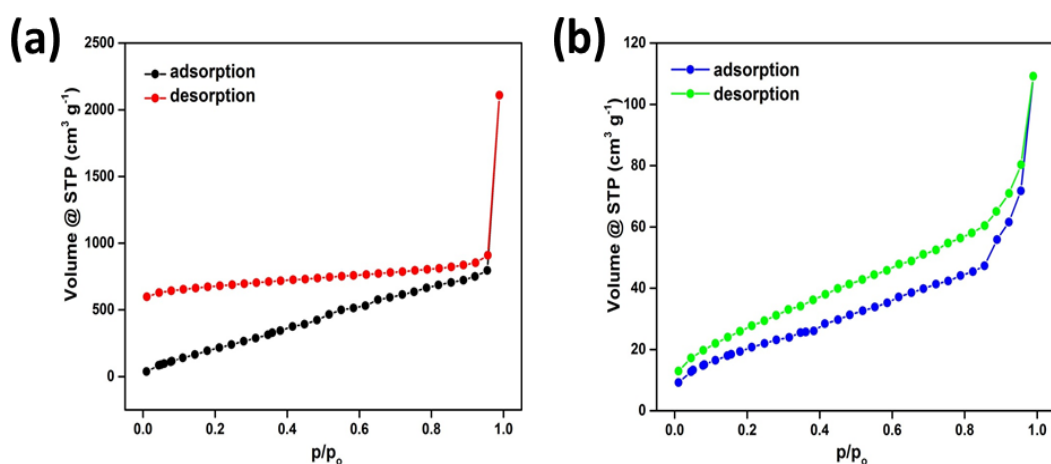 (a)
2500
2000
1500
1000
500
0
Volume @ STP (cm³ g⁻¹)
adsorption
desorption
0.0 0.2 0.4 0.6 0.8 1.0
p/pₒ
(b)
120
100
80
60
40
20
0
Volume @ STP (cm³ g⁻¹)
adsorption
desorption
0.0 0.2 0.4 0.6 0.8 1.0
p/pₒ